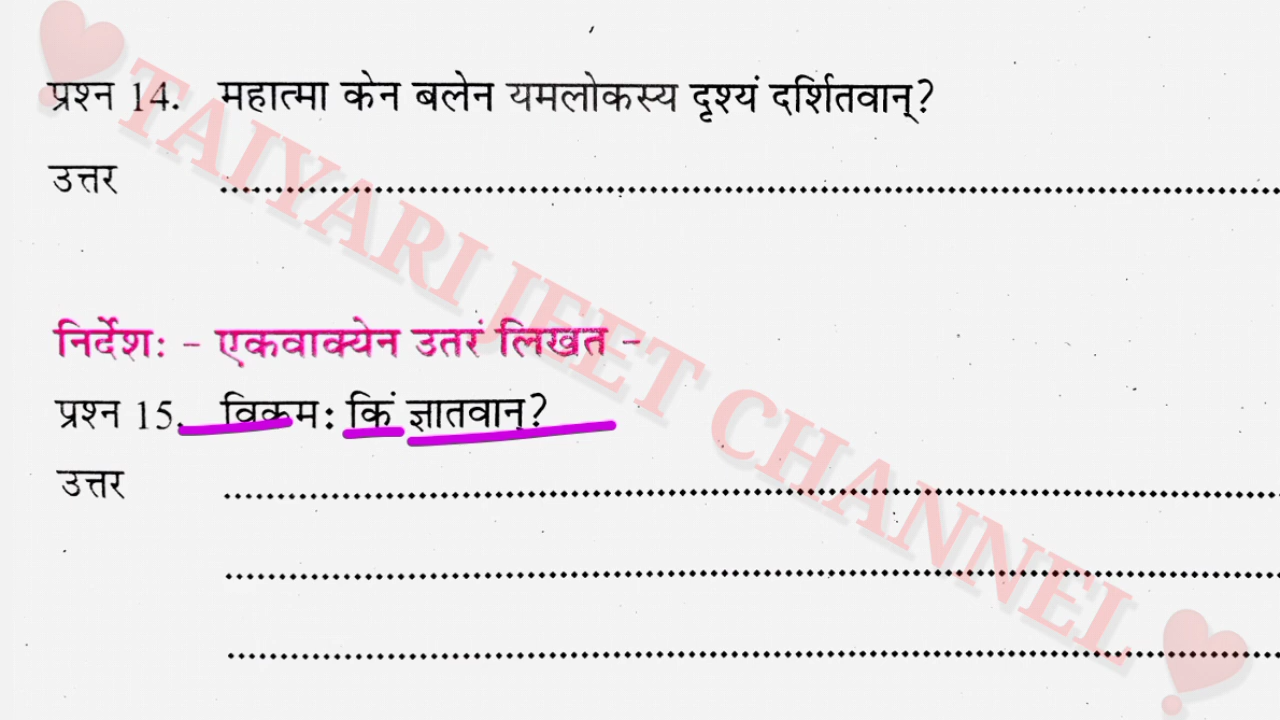 प्रश्न 14. महात्मा केन बलेन यमलोकस्य दृश्यं दर्शितवान्?
उत्तर
TAIYARI JEET CHANNEL
निर्देशः - एकवाक्येन उतरं लिखत -
प्रश्न 15. विकमः किं ज्ञातवान्?
उत्तर